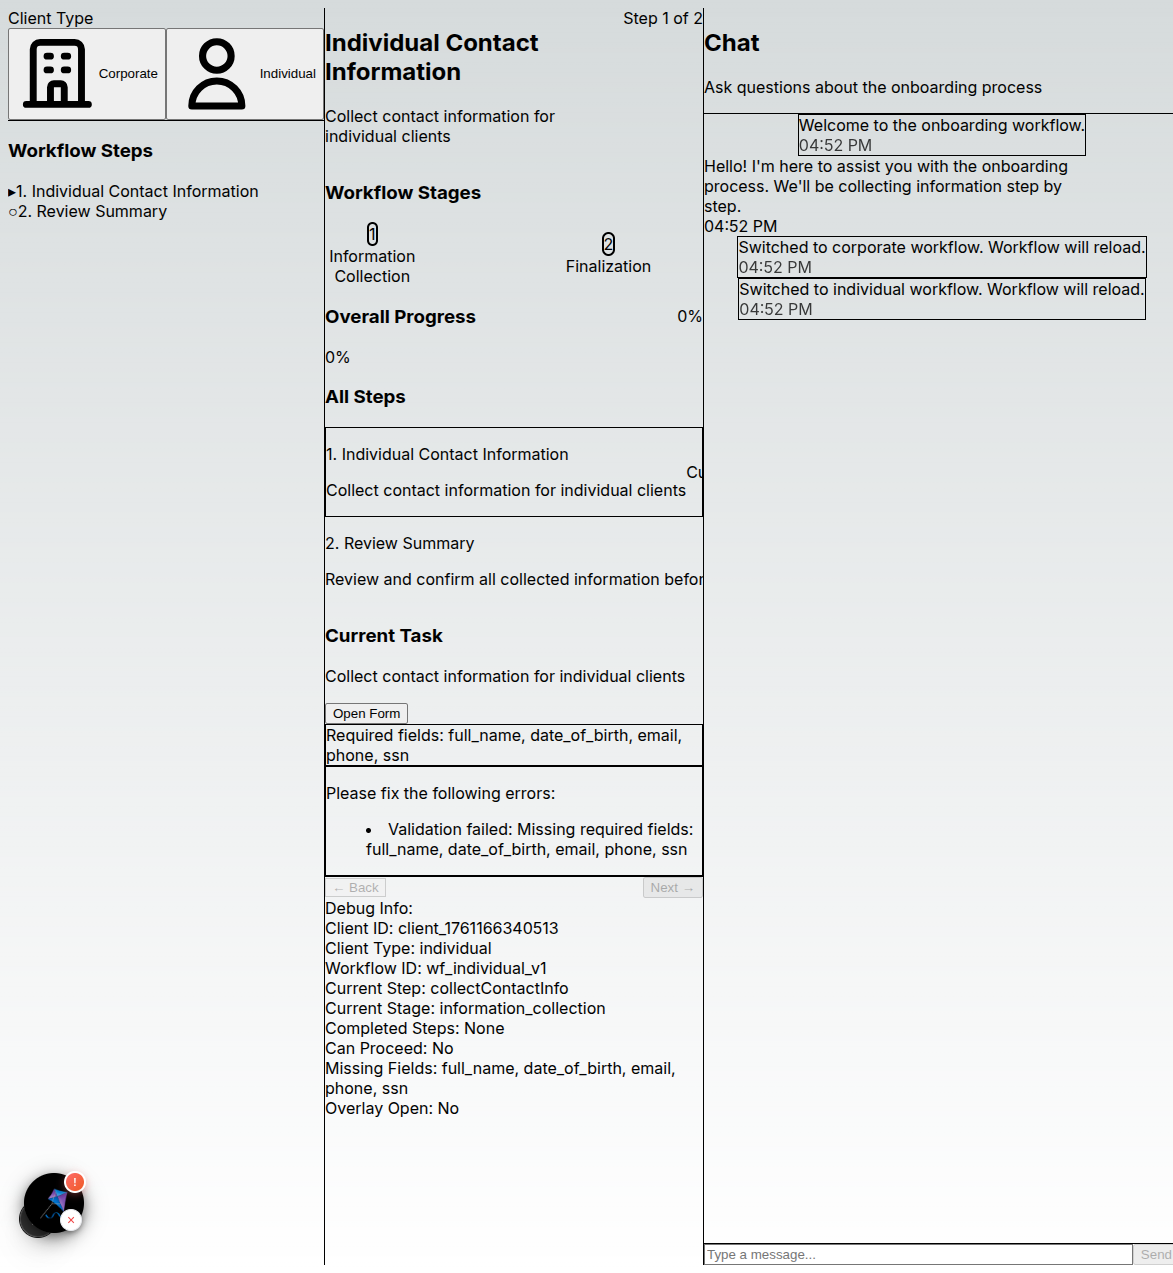 Client Type
Corporate
Individual
Workflow Steps
▸1. Individual Contact Information
○2. Review Summary
Step 1 of 2
Individual Contact
Information
Collect contact information for
individual clients
Workflow Stages
1
Information
Collection
2
Finalization
Overall Progress
0%
0%
All Steps
1. Individual Contact Information
Collect contact information for individual clients
2. Review Summary
Review and confirm all collected information
Current Task
Collect contact information for individual clients
Open Form
Required fields: full_name, date_of_birth, email,
phone, ssn
Please fix the following errors:
• Validation failed: Missing required fields:
full_name, date_of_birth, email, phone, ssn
← Back
Next →
Debug Info:
Client ID: client_1761166340513
Client Type: individual
Workflow ID: wf_individual_v1
Current Step: collectContactInfo
Current Stage: information_collection
Completed Steps: None
Can Proceed: No
Missing Fields: full_name, date_of_birth, email,
phone, ssn
Overlay Open: No
Chat
Ask questions about the onboarding process
Welcome to the onboarding workflow.
04:52 PM
Hello! I'm here to assist you with the onboarding
process. We'll be collecting information step by
step.
04:52 PM
Switched to corporate workflow. Workflow will reload.
04:52 PM
Switched to individual workflow. Workflow will reload.
04:52 PM
Type a message...
Send
!
×